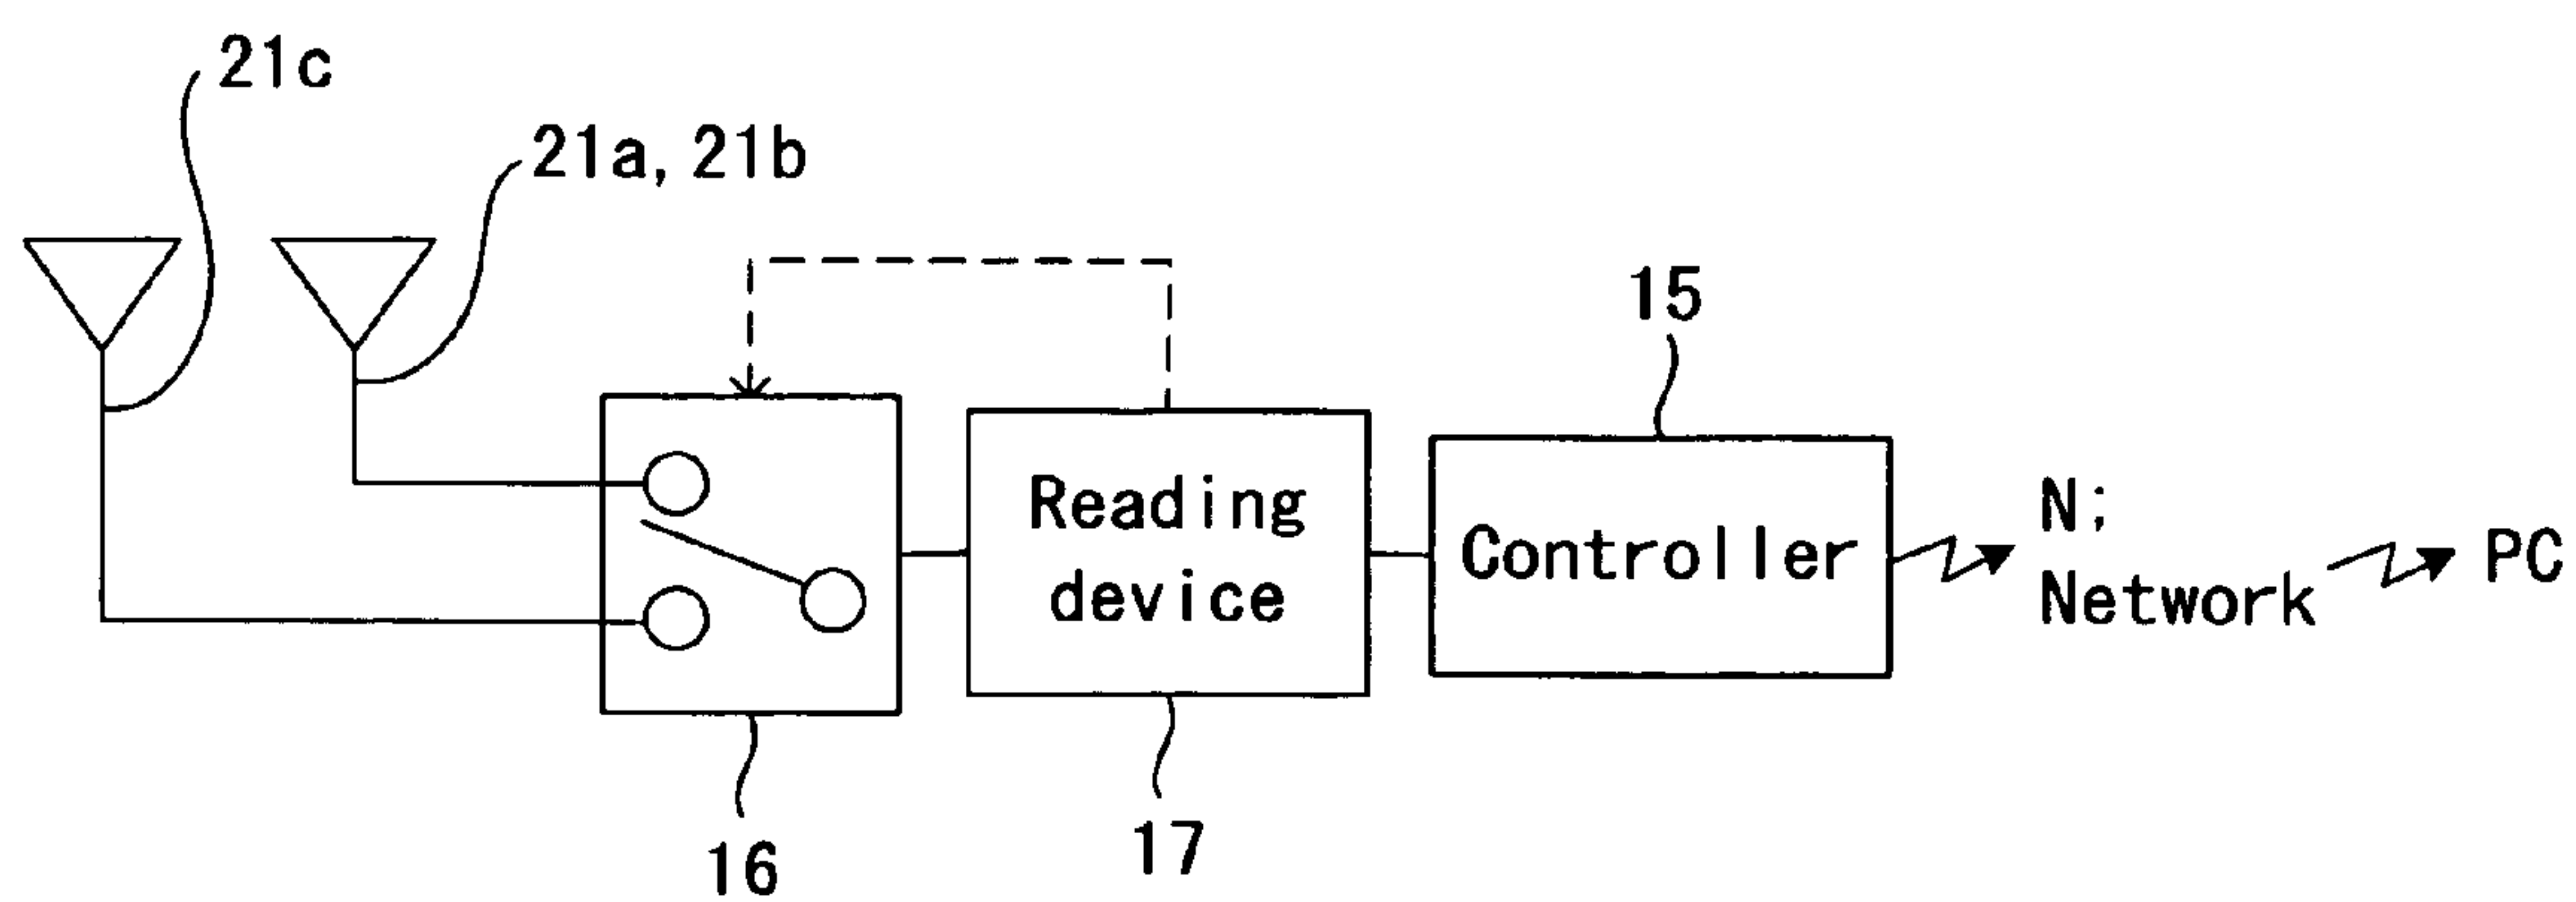 21c
21a, 21b
15
Reading
device
Controller
N;
Network
PC
16
17